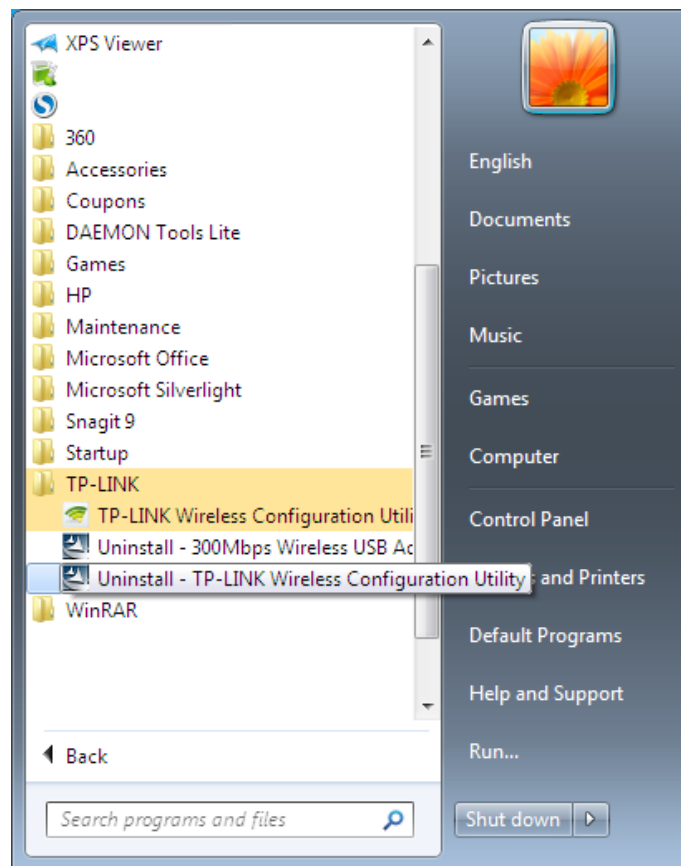 XPS Viewer
360
Accessories
Coupons
DAEMON Tools Lite
Games
HP
Maintenance
Microsoft Office
Microsoft Silverlight
Snagit 9
Startup
TP-LINK
TP-LINK Wireless Configuration Utili
Uninstall - 300Mbps Wireless USB Ac
Uninstall - TP-LINK Wireless Configuration Utility
WinRAR
Back
Search programs and files
English
Documents
Pictures
Music
Games
Computer
Control Panel
and Printers
Default Programs
Help and Support
Run...
Shut down